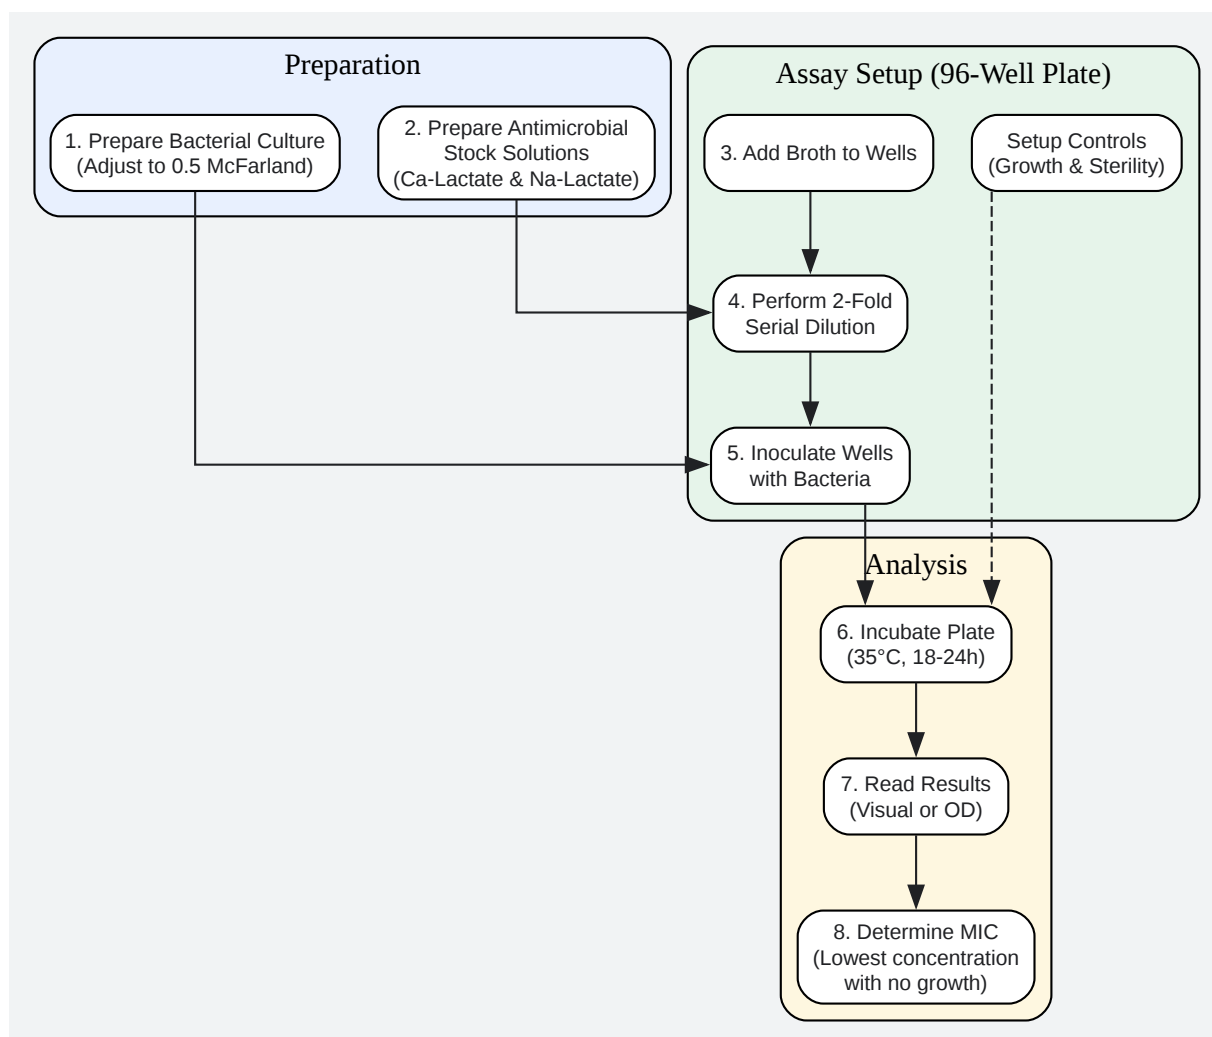 Preparation
1. Prepare Bacterial Culture
(Adjust to 0.5 McFarland)
2. Prepare Antimicrobial
Stock Solutions
(Ca-Lactate & Na-Lactate)
Assay Setup (96-Well Plate)
3. Add Broth to Wells
Setup Controls
(Growth & Sterility)
4. Perform 2-Fold
Serial Dilution
5. Inoculate Wells
with Bacteria
Analysis
6. Incubate Plate
(35°C, 18-24h)
7. Read Results
(Visual or OD)
8. Determine MIC
(Lowest concentration
with no growth)